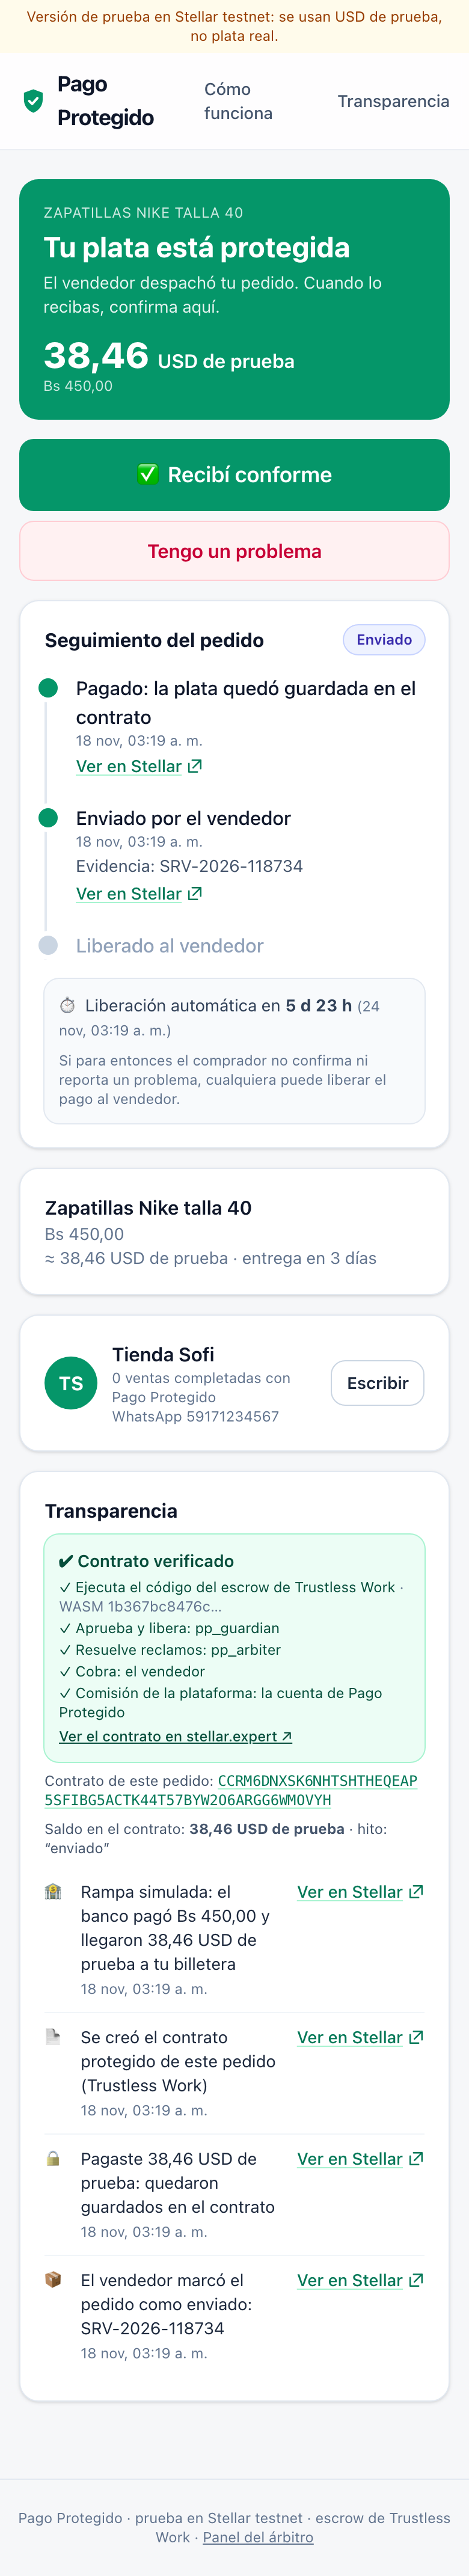 Versión de prueba en Stellar testnet: se usan USD de prueba,
no plata real.
Pago
Protegido
Cómo
funciona
Transparencia
ZAPATILLAS NIKE TALLA 40
Tu plata está protegida
El vendedor despachó tu pedido. Cuando lo
recibas, confirma aquí.
38,46 USD de prueba
Bs 450,00
✅ Recibí conforme
Tengo un problema
Seguimiento del pedido
Enviado
Pagado: la plata quedó guardada en el
contrato
18 nov, 03:19 a. m.
Ver en Stellar
Enviado por el vendedor
18 nov, 03:19 a. m.
Evidencia: SRV-2026-118734
Ver en Stellar
Liberado al vendedor
⏱ Liberación automática en 5 d 23 h (24
nov, 03:19 a. m.)
Si para entonces el comprador no confirma ni
reporta un problema, cualquiera puede liberar el
pago al vendedor.
Zapatillas Nike talla 40
Bs 450,00
≈ 38,46 USD de prueba · entrega en 3 días
TS
Tienda Sofi
0 ventas completadas con
Pago Protegido
WhatsApp 59171234567
Escribir
Transparencia
✔ Contrato verificado
✓ Ejecuta el código del escrow de Trustless Work ·
WASM 1b367bc8476c…
✓ Aprueba y libera: pp_guardian
✓ Resuelve reclamos: pp_arbiter
✓ Cobra: el vendedor
✓ Comisión de la plataforma: la cuenta de Pago
Protegido
Ver el contrato en stellar.expert ↗
Contrato de este pedido: CCRM6DNXSK6NHTSHTHEQEAP
5SFIBG5ACTK44T57BYW2O6ARGG6WMOVYH
Saldo en el contrato: 38,46 USD de prueba · hito:
“enviado”
Rampa simulada: el
banco pagó Bs 450,00 y
llegaron 38,46 USD de
prueba a tu billetera
18 nov, 03:19 a. m.
Ver en Stellar
Se creó el contrato
protegido de este pedido
(Trustless Work)
18 nov, 03:19 a. m.
Ver en Stellar
Pagaste 38,46 USD de
prueba: quedaron
guardados en el contrato
18 nov, 03:19 a. m.
Ver en Stellar
El vendedor marcó el
pedido como enviado:
SRV-2026-118734
18 nov, 03:19 a. m.
Ver en Stellar
Pago Protegido · prueba en Stellar testnet · escrow de Trustless
Work · Panel del árbitro